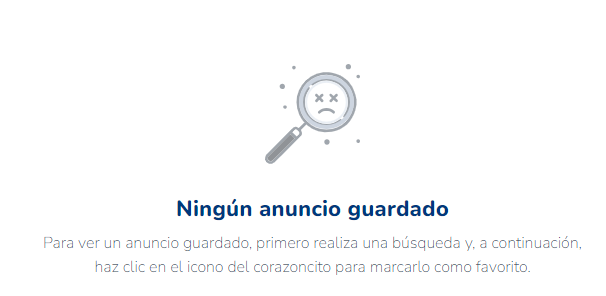 Ningún anuncio guardado
Para ver un anuncio guardado, primero realiza una búsqueda y, a continuación,
haz clic en el icono del corazoncito para marcarlo como favorito.